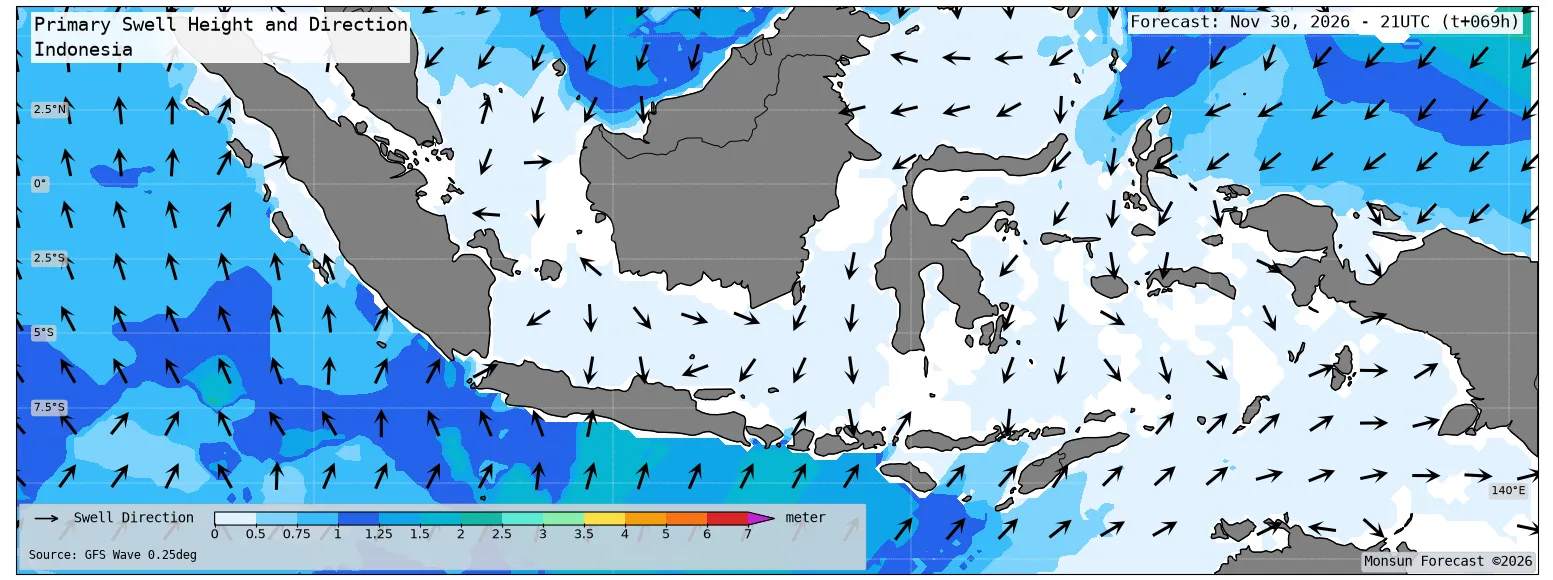 Primary Swell Height and Direction
Indonesia
Forecast: Nov 30, 2026 - 21UTC (t+069h)
2.5°N
0°
2.5°S
5°S
7.5°S
140°E
Swell Direction
0 0.5 0.75 1 1.25 1.5 2 2.5 3 3.5 4 5 6 7
meter
Source: GFS Wave 0.25deg
Monsun Forecast ©2026